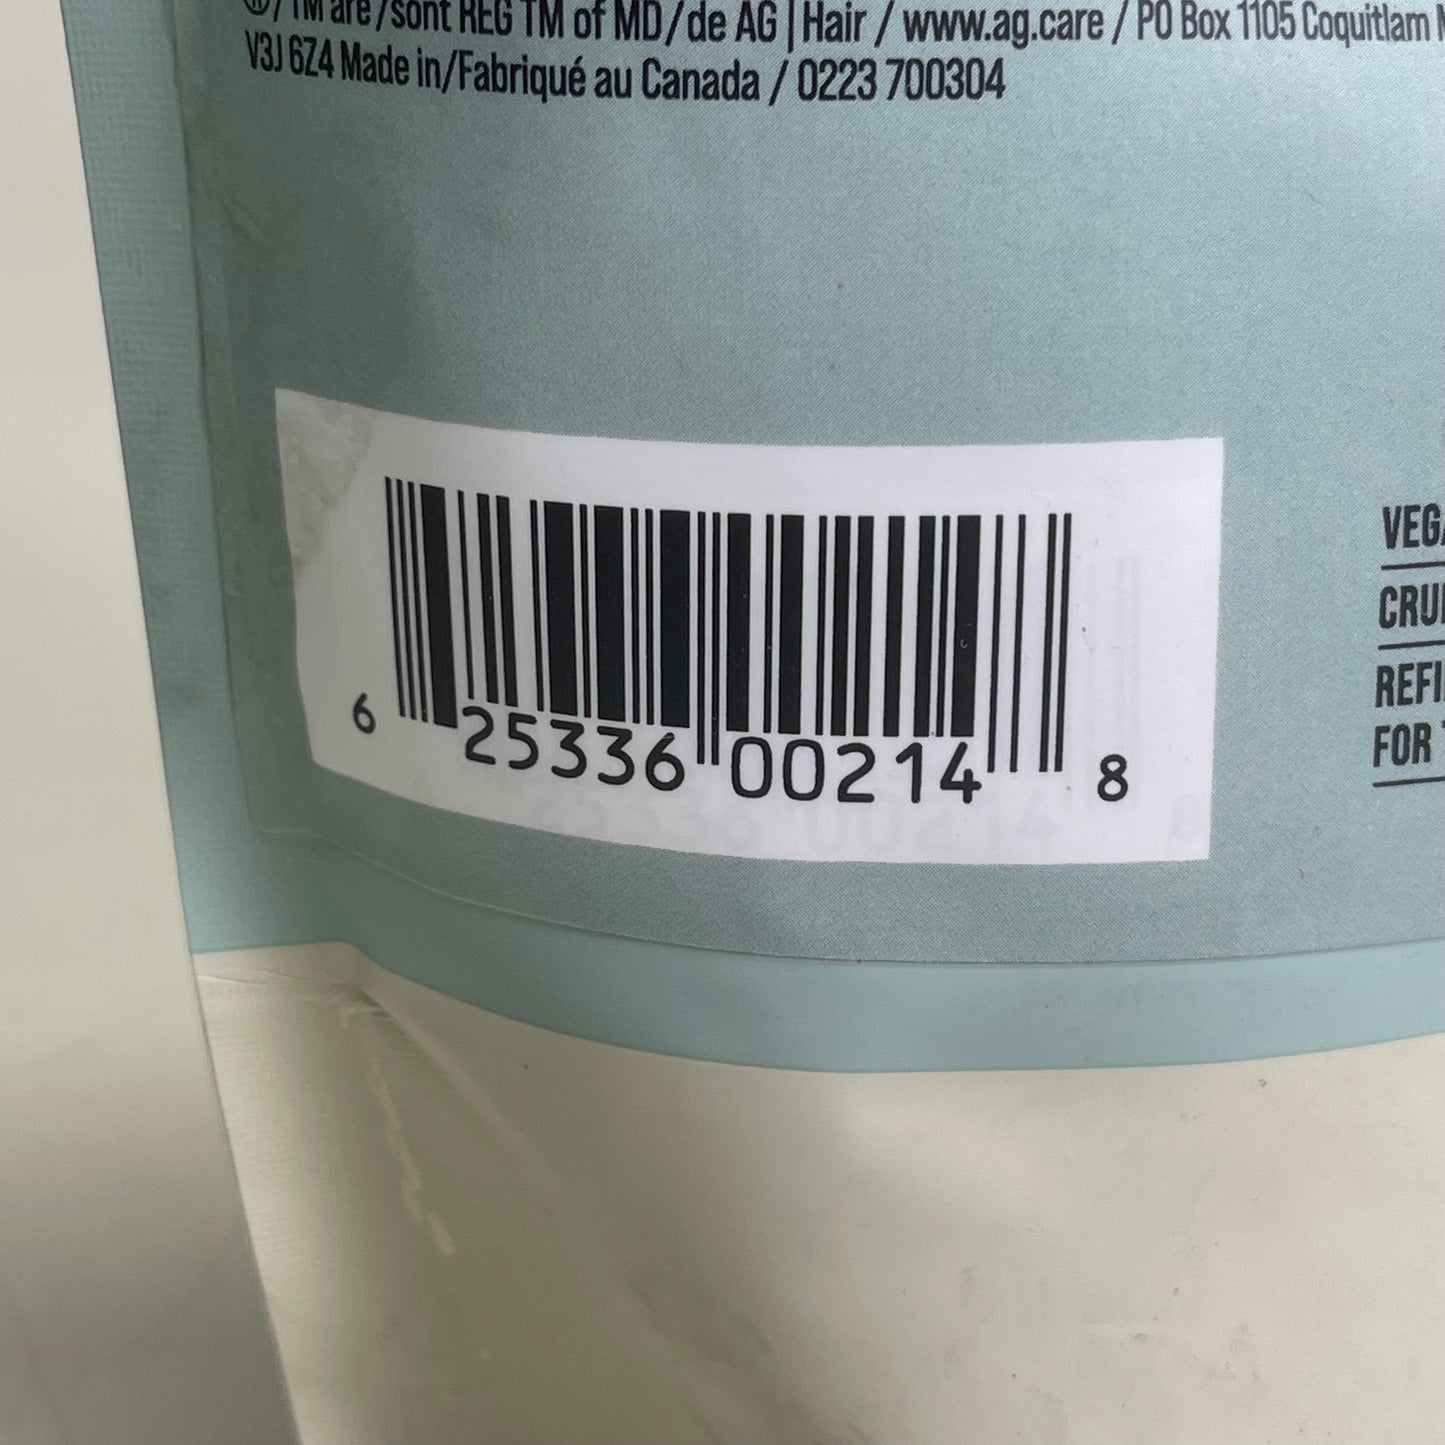 ®/TM are/sont REG TM of MD/de AG | Hair / www.ag.care / PO Box 1105 Coquitlam
V3J 6Z4 Made in/Fabriqué au Canada / 0223 700304
6 25336 00214 8
VEG
CRU
REFI
FOR